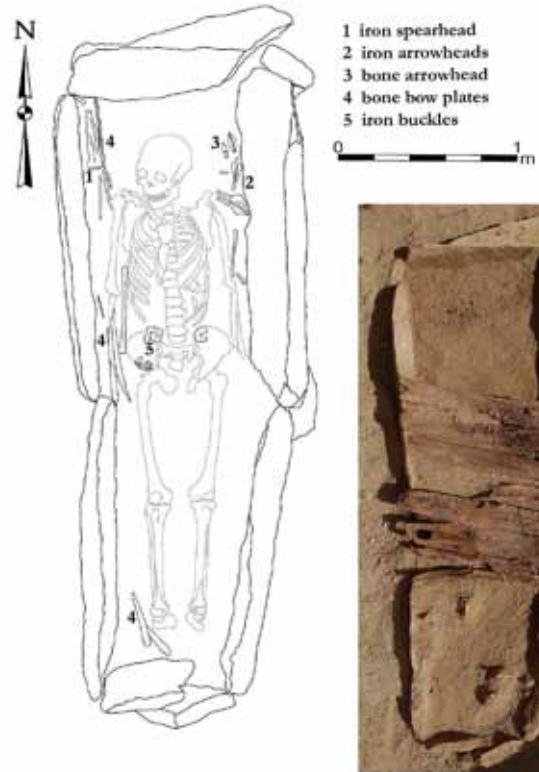 N
1 iron spearhead
2 iron arrowheads
3 bone arrowhead
4 bone bow plates
5 iron buckles
0 1
m
4
3
1
2
4
5
4